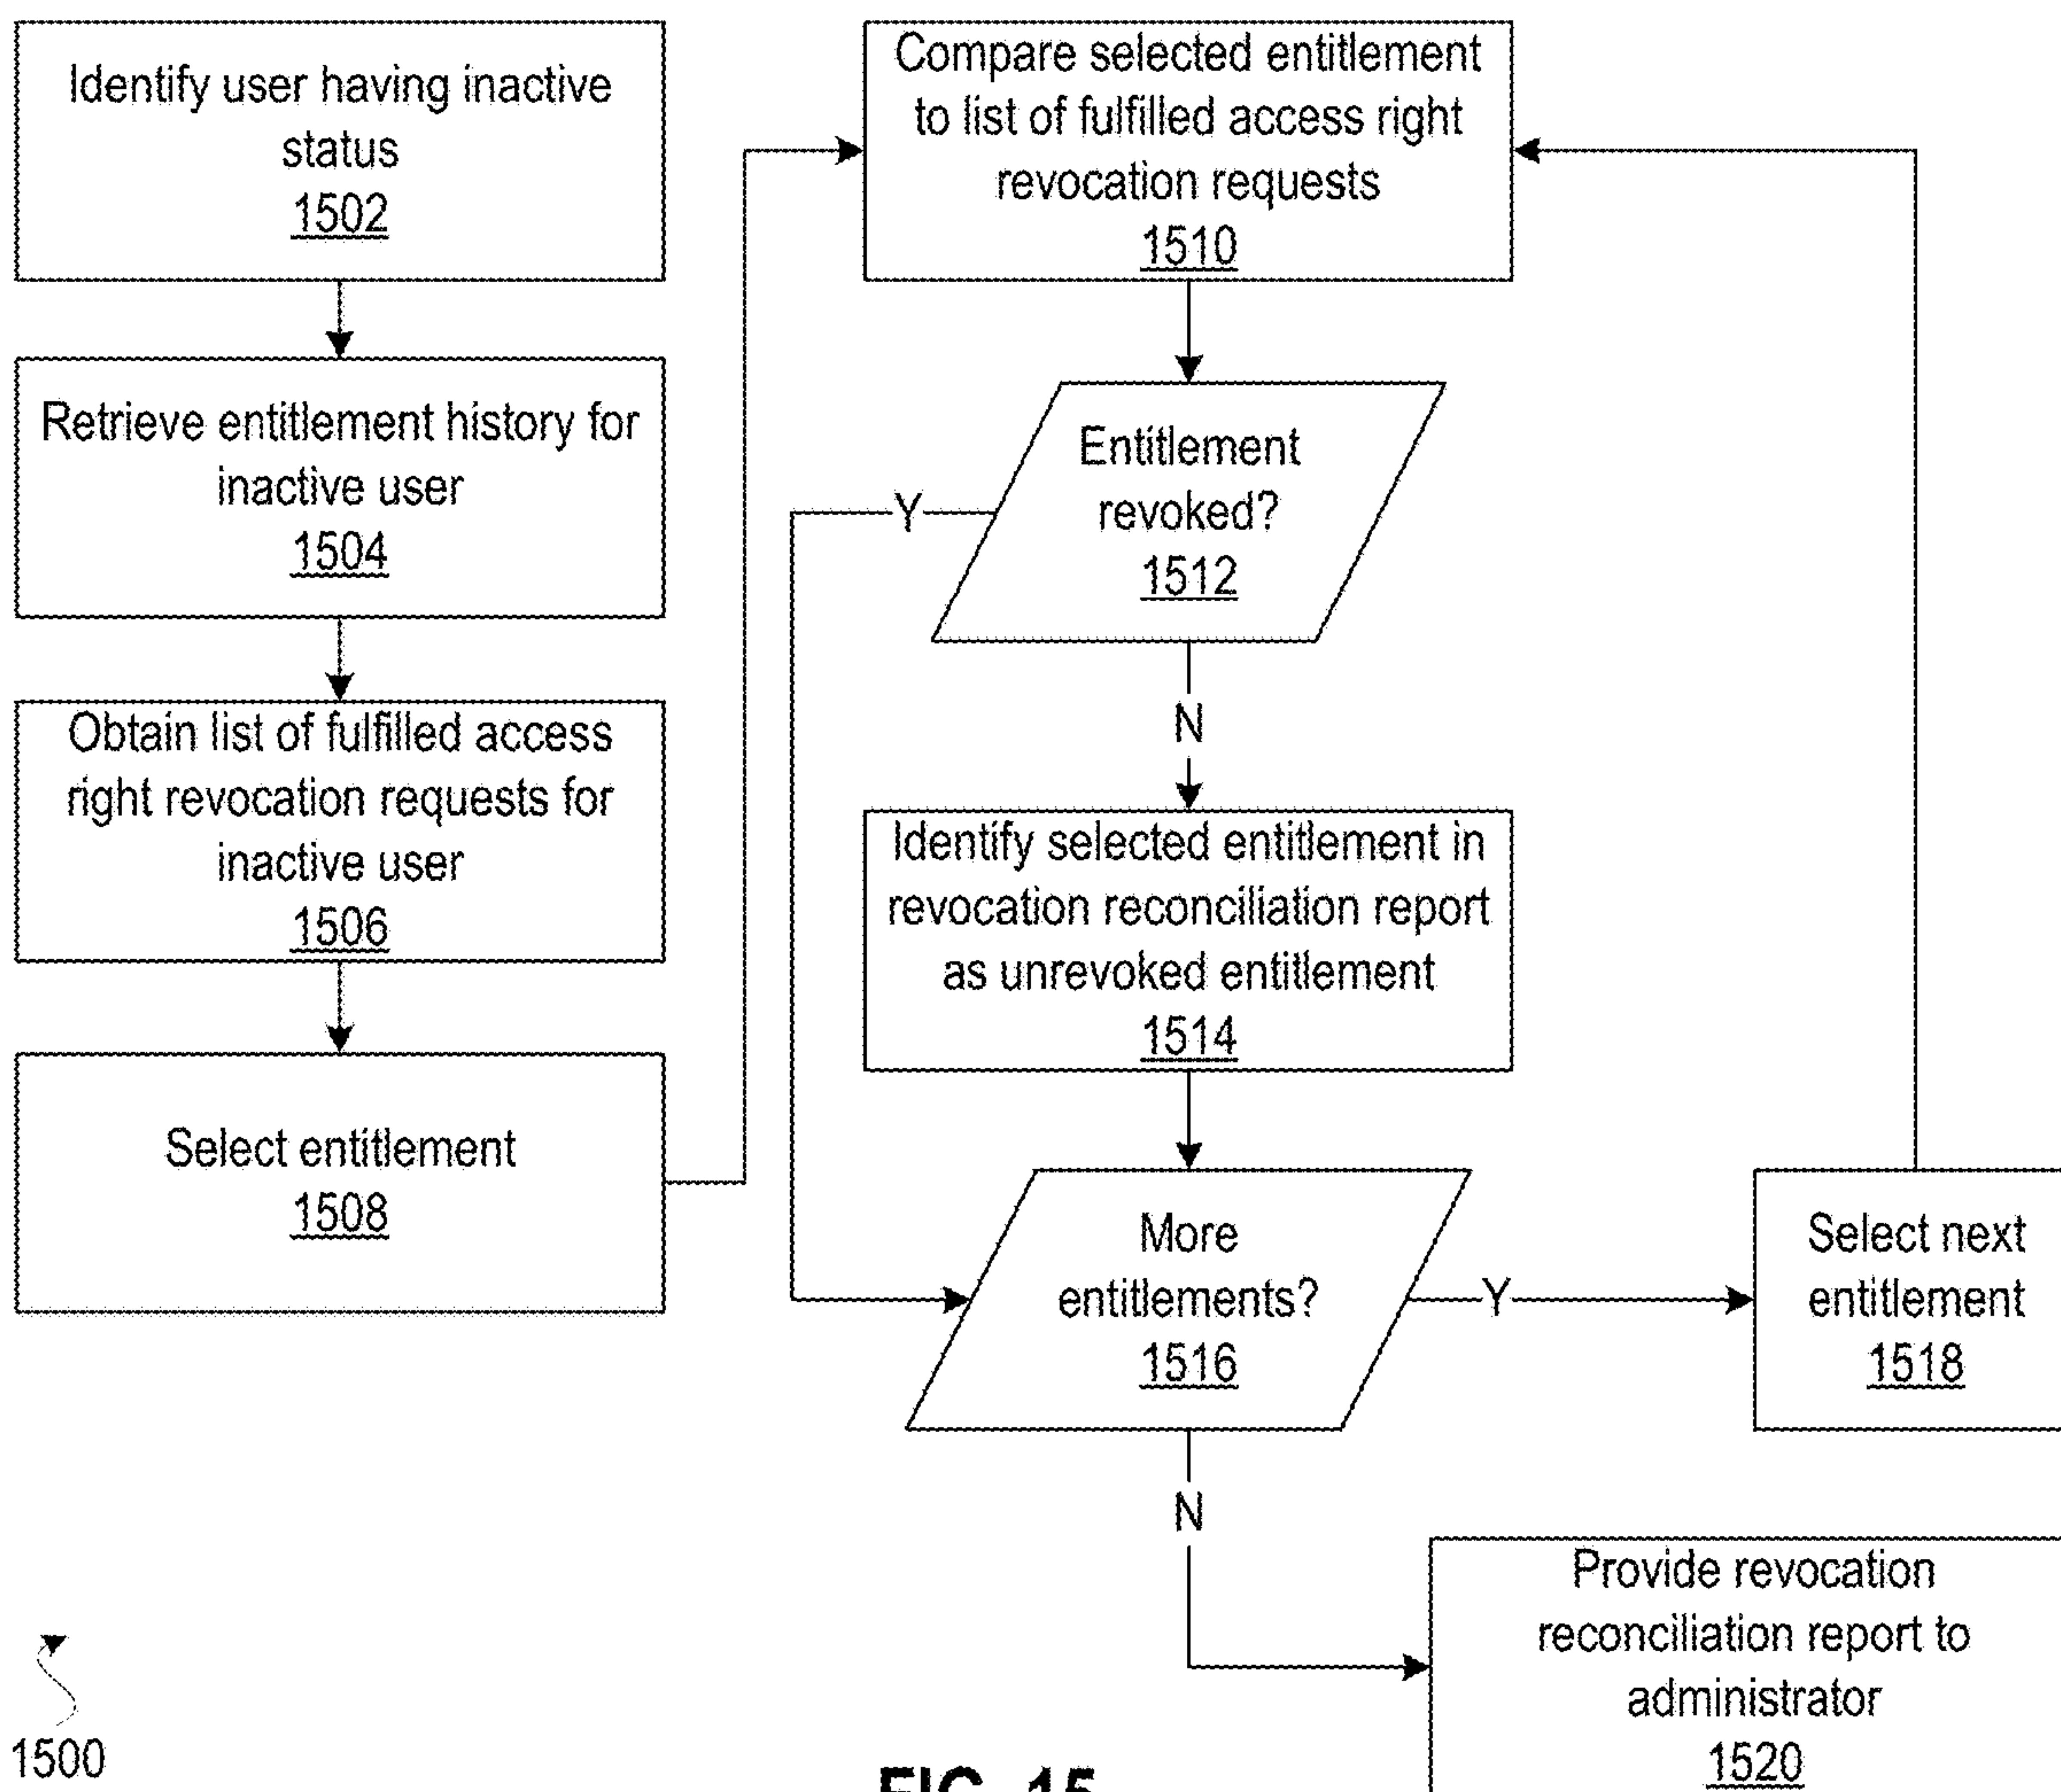 Identify user having inactive
status
1502
Retrieve entitlement history for
inactive user
1504
Obtain list of fulfilled access
right revocation requests for
inactive user
1506
Select entitlement
1508
Compare selected entitlement
to list of fulfilled access right
revocation requests
1510
Entitlement
revoked?
1512
Y
N
Identify selected entitlement in
revocation reconciliation report
as unrevoked entitlement
1514
More
entitlements?
1516
Y
Select next
entitlement
1518
N
Provide revocation
reconciliation report to
administrator
1520
1500
FIG. 15